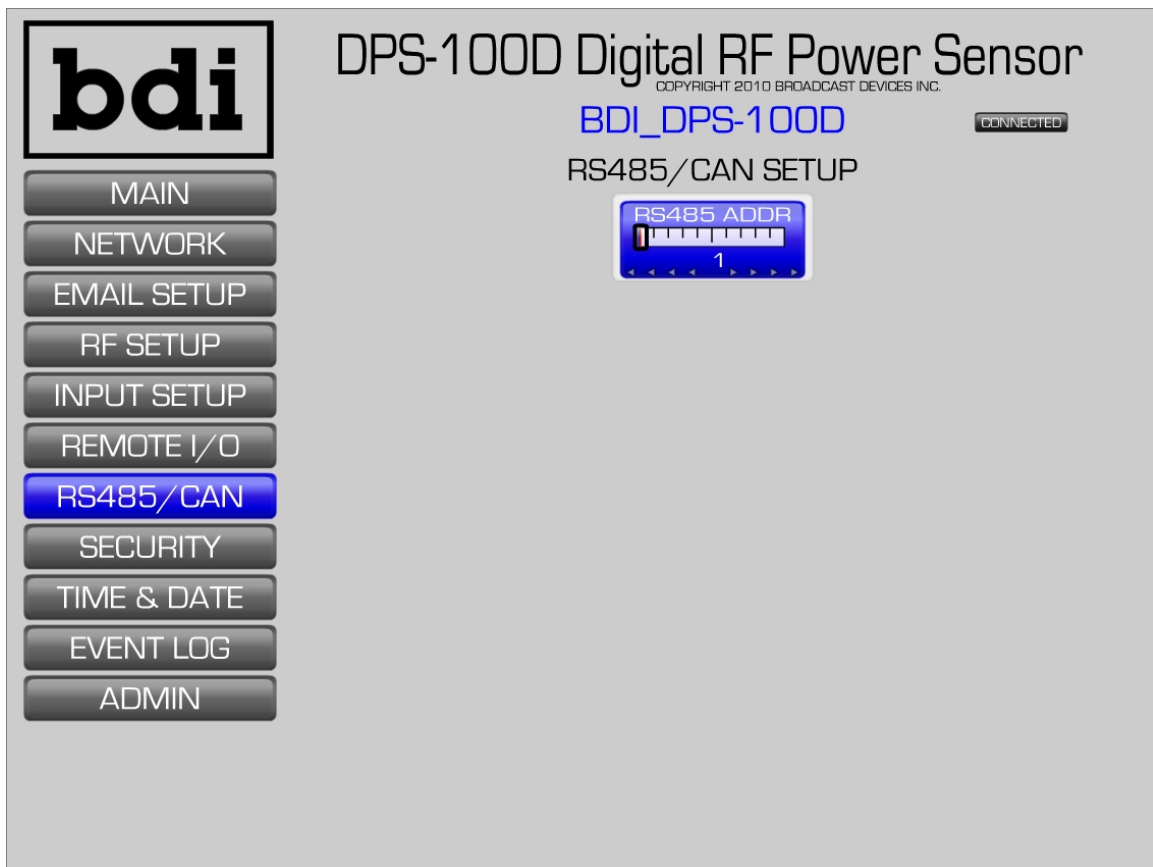 bdi
DPS-100D Digital RF Power Sensor
COPYRIGHT 2010 BROADCAST DEVICES INC.
BDI_DPS-100D
CONNECTED
RS485/CAN SETUP
RS485 ADDR
1
MAIN
NETWORK
EMAIL SETUP
RF SETUP
INPUT SETUP
REMOTE I/O
RS485/CAN
SECURITY
TIME & DATE
EVENT LOG
ADMIN